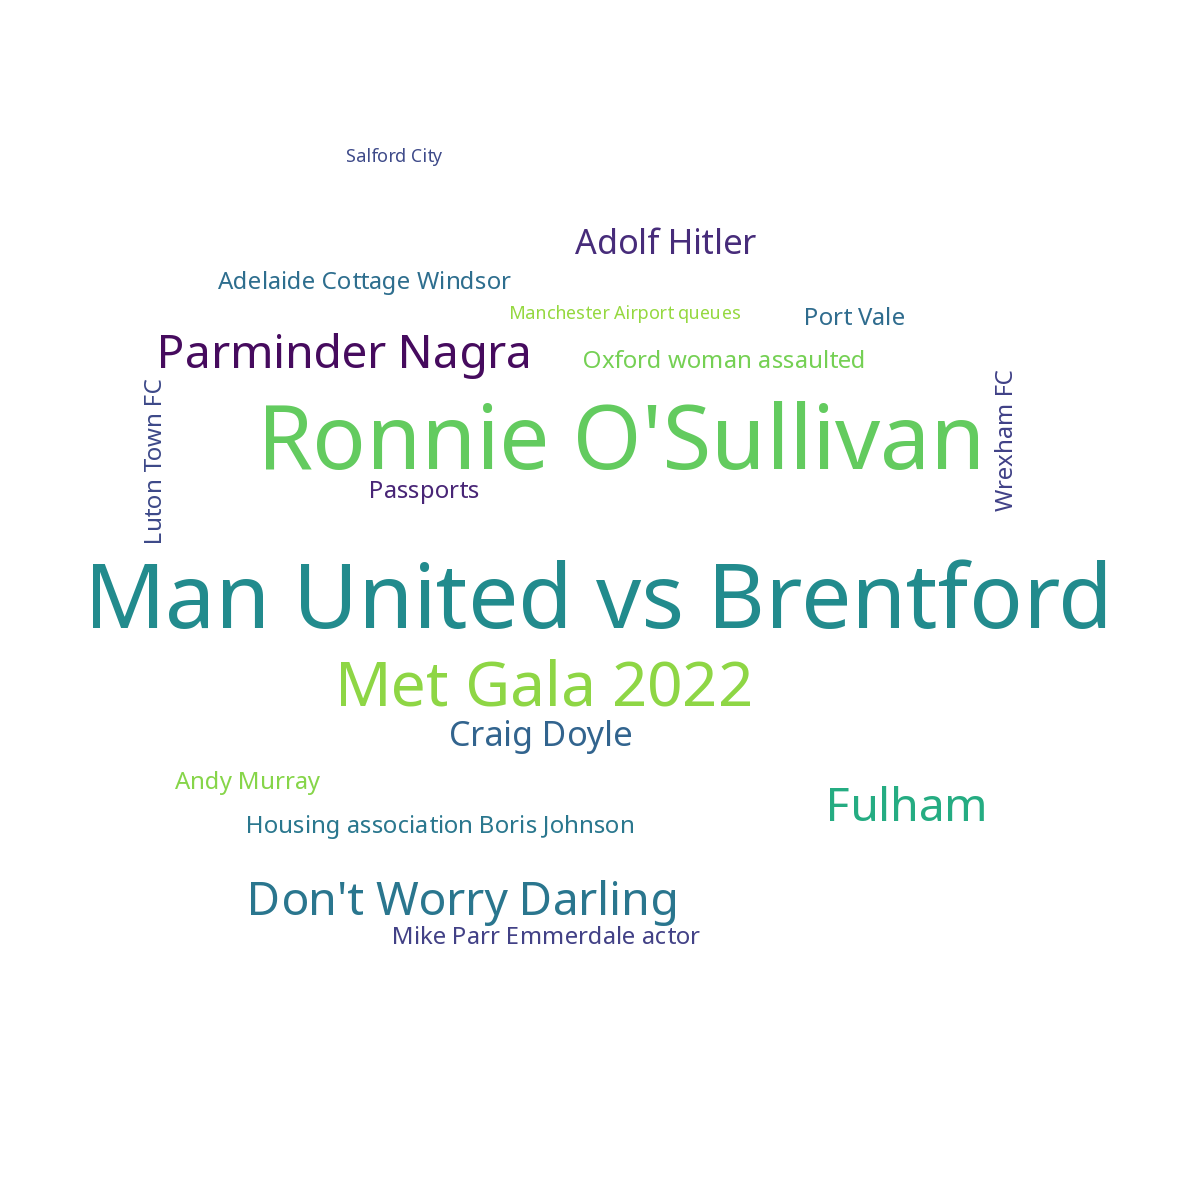 Salford City
Adolf Hitler
Adelaide Cottage Windsor
Manchester Airport queues
Port Vale
Parminder Nagra
Oxford woman assaulted
Luton Town FC
Ronnie O'Sullivan
Wrexham FC
Passports
Man United vs Brentford
Met Gala 2022
Craig Doyle
Andy Murray
Fulham
Housing association Boris Johnson
Don't Worry Darling
Mike Parr Emmerdale actor